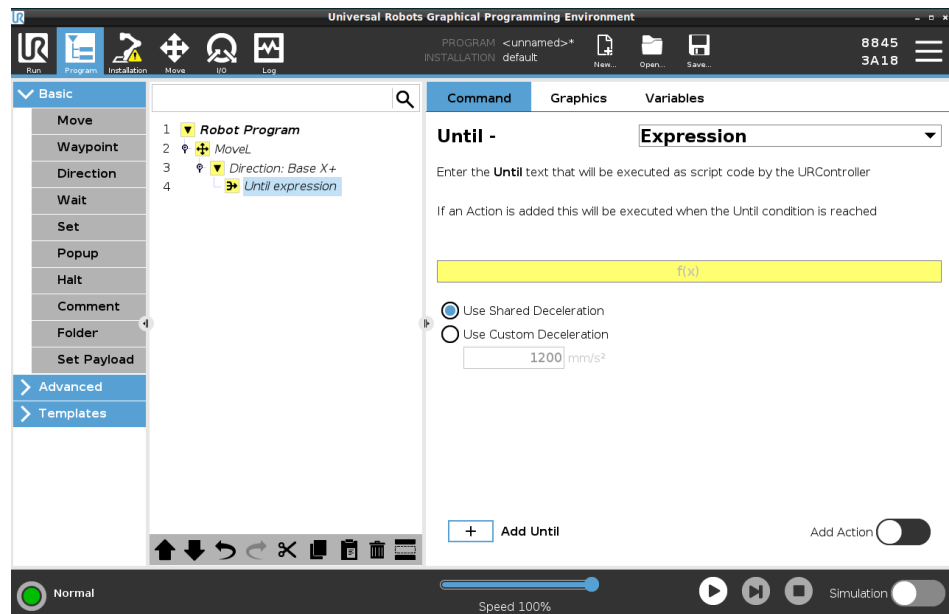 Universal Robots Graphical Programming Environment
UR
Run
Program
Installation
Move
I/O
Log
PROGRAM <unnamed>*
INSTALLATION default
New...
Open...
Save...
8845
3A18
Basic
Move
Waypoint
Direction
Wait
Set
Popup
Halt
Comment
Folder
Set Payload
Advanced
Templates
1 Robot Program
2 MoveL
3 Direction: Base X+
4 Until expression
Command Graphics Variables
Until - Expression
Enter the Until text that will be executed as script code by the URController
If an Action is added this will be executed when the Until condition is reached
f(x)
Use Shared Deceleration
Use Custom Deceleration
1200 mm/s²
+ Add Until
Add Action
Normal
Speed 100%
Simulation